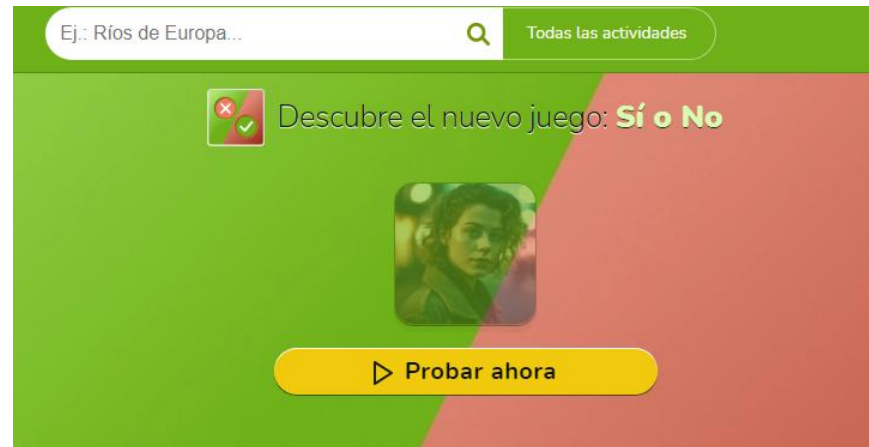 Ej.: Ríos de Europa...
Todas las actividades
Descubre el nuevo juego: Sí o No
Probar ahora